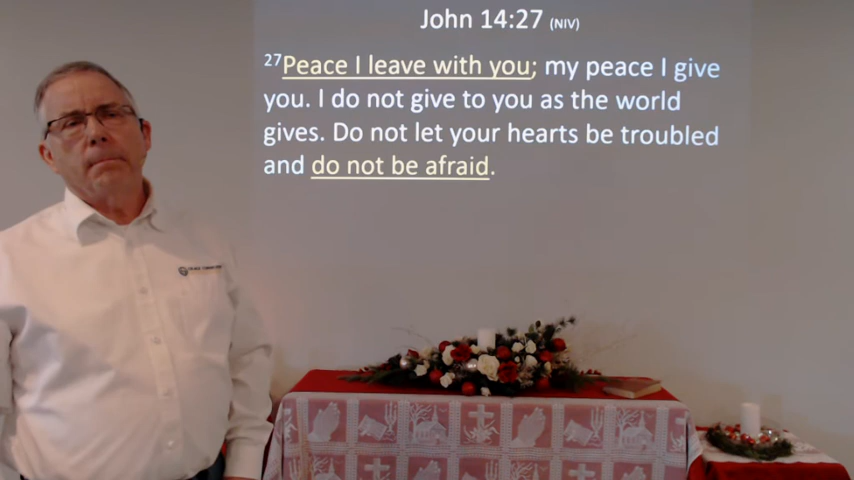 John 14:27 (NIV)
27Peace I leave with you; my peace I give
you. I do not give to you as the world
gives. Do not let your hearts be troubled
and do not be afraid.